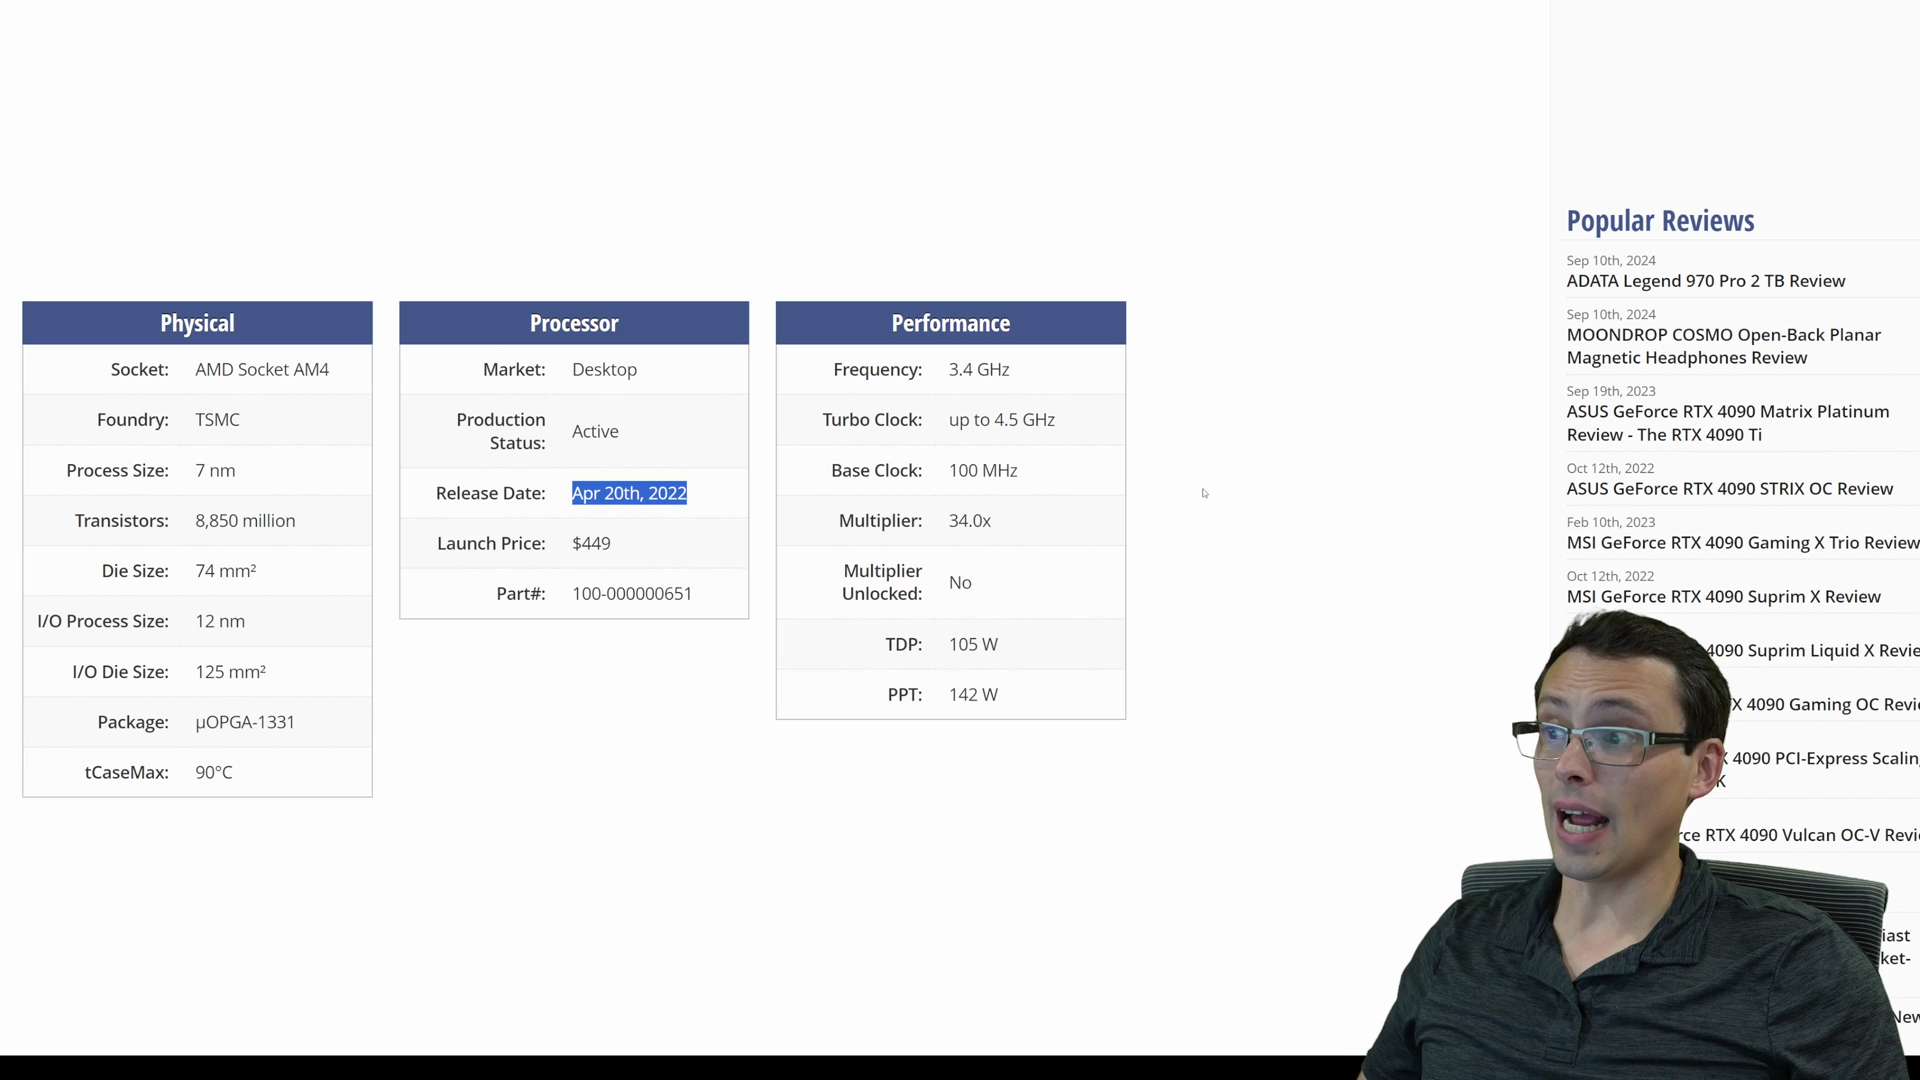 Physical
Socket: AMD Socket AM4
Foundry: TSMC
Process Size: 7 nm
Transistors: 8,850 million
Die Size: 74 mm²
I/O Process Size: 12 nm
I/O Die Size: 125 mm²
Package: µOPGA-1331
tCaseMax: 90°C
Processor
Market: Desktop
Production
Status: Active
Release Date: Apr 20th, 2022
Launch Price: $449
Part#: 100-000000651
Performance
Frequency: 3.4 GHz
Turbo Clock: up to 4.5 GHz
Base Clock: 100 MHz
Multiplier: 34.0x
Multiplier
Unlocked: No
TDP: 105 W
PPT: 142 W
Popular Reviews
Sep 10th, 2024
ADATA Legend 970 Pro 2 TB Review
Sep 10th, 2024
MOONDROP COSMO Open-Back Planar
Magnetic Headphones Review
Sep 19th, 2023
ASUS GeForce RTX 4090 Matrix Platinum
Review - The RTX 4090 Ti
Oct 12th, 2022
ASUS GeForce RTX 4090 STRIX OC Review
Feb 10th, 2023
MSI GeForce RTX 4090 Gaming X Trio Review
Oct 12th, 2022
MSI GeForce RTX 4090 Suprim X Review
4090 Suprim Liquid X Revie
X 4090 Gaming OC Revi
4090 PCI-Express Scaling
K
rce RTX 4090 Vulcan OC-V Revi
iast
ket-
New